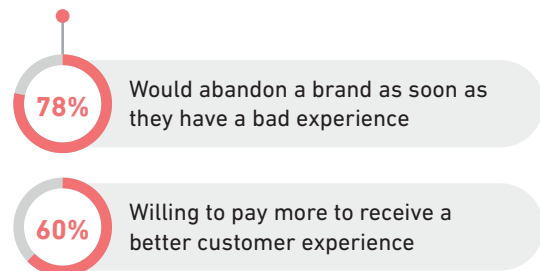 78%
Would abandon a brand as soon as
they have a bad experience
60%
Willing to pay more to receive a
better customer experience